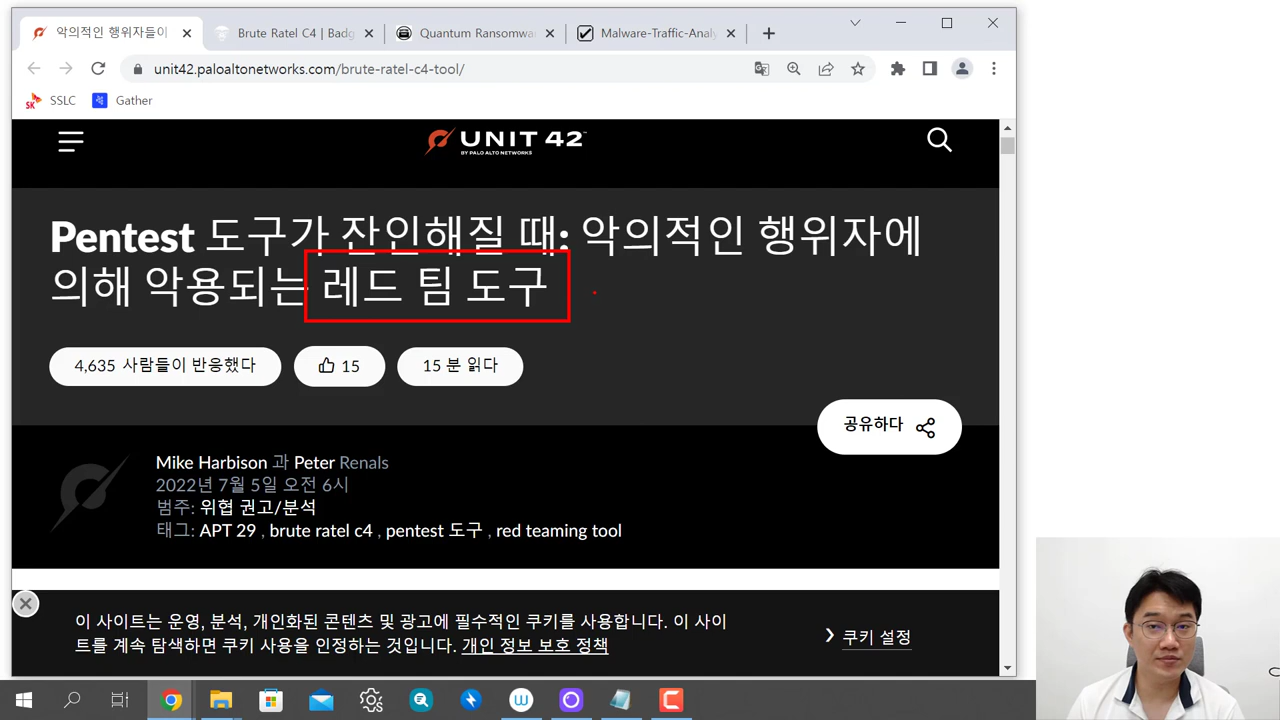 악의적인 행위자들이
Brute Ratel C4 | Badg
Quantum Ransomwa
Malware-Traffic-Analy
unit42.paloaltonetworks.com/brute-ratel-c4-tool/
SK
SSLC
Gather
UNIT 42
BY PALO ALTO NETWORKS
Pentest 도구가 잔인해질 때: 악의적인 행위자에
의해 악용되는 레드 팀 도구
4,635 사람들이 반응했다
15
15 분 읽다
공유하다
Mike Harbison 과 Peter Renals
2022년 7월 5일 오전 6시
범주: 위협 권고/분석
태그: APT 29 , brute ratel c4 , pentest 도구 , red teaming tool
이 사이트는 운영, 분석, 개인화된 콘텐츠 및 광고에 필수적인 쿠키를 사용합니다. 이 사이
트를 계속 탐색하면 쿠키 사용을 인정하는 것입니다. 개인 정보 보호 정책
쿠키 설정